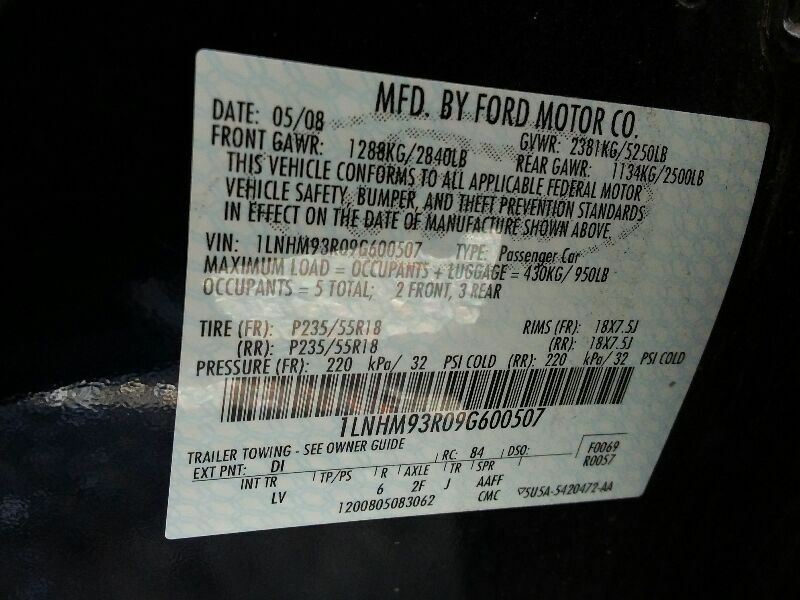 MFD. BY FORD MOTOR CO.
DATE: 05/08 GVWR: 2381KG/5250LB
FRONT GAWR: 1288KG/2840LB REAR GAWR: 1134KG/2500LB
THIS VEHICLE CONFORMS TO ALL APPLICABLE FEDERAL MOTOR
VEHICLE SAFETY, BUMPER, AND THEFT PREVENTION STANDARDS
IN EFFECT ON THE DATE OF MANUFACTURE SHOWN ABOVE.
VIN: 1LNHM93R09G600507 TYPE: Passenger Car
MAXIMUM LOAD = OCCUPANTS + LUGGAGE = 430KG/ 950LB
OCCUPANTS = 5 TOTAL; 2 FRONT, 3 REAR
TIRE (FR): P235/55R18 RIMS (FR): 18X7.5J
(RR): P235/55R18 (RR): 18X7.5J
PRESSURE (FR): 220 kPa/ 32 PSI COLD (RR): 220 kPa/ 32 PSI COLD
1LNHM93R09G600507
TRAILER TOWING - SEE OWNER GUIDE
EXT PNT: DI RC: 84 DSO: F0069
R0057
INT TR TP/PS R AXLE TR SPR
LV 6 2F J AAFF
1200805083062 CMC ▽5U5A-5420472-AA